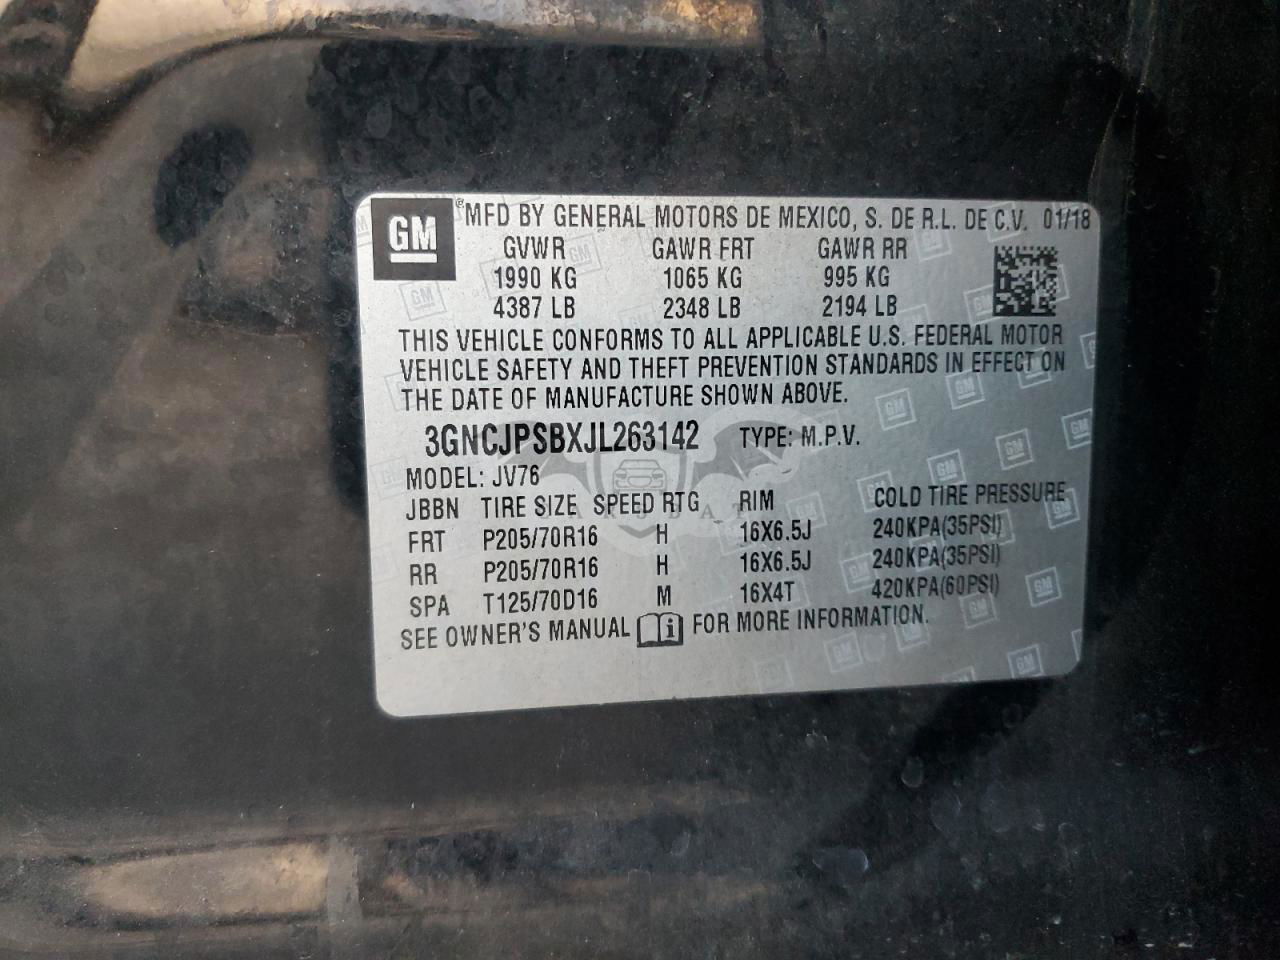 GM ® MFD BY GENERAL MOTORS DE MEXICO, S. DE R.L. DE C.V. 01/18
GVWR GAWR FRT GAWR RR
1990 KG 1065 KG 995 KG
4387 LB 2348 LB 2194 LB
THIS VEHICLE CONFORMS TO ALL APPLICABLE U.S. FEDERAL MOTOR
VEHICLE SAFETY AND THEFT PREVENTION STANDARDS IN EFFECT ON
THE DATE OF MANUFACTURE SHOWN ABOVE.
3GNCJPSBXJL263142 TYPE: M.P.V.
MODEL: JV76
JBBN TIRE SIZE SPEED RTG RIM COLD TIRE PRESSURE
FRT P205/70R16 H 16X6.5J 240KPA(35PSI)
RR P205/70R16 H 16X6.5J 240KPA(35PSI)
SPA T125/70D16 M 16X4T 420KPA(60PSI)
SEE OWNER'S MANUAL i FOR MORE INFORMATION.